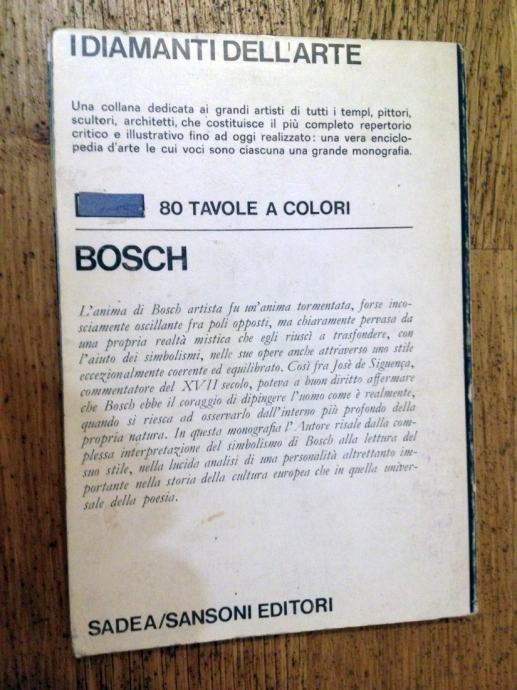 I DIAMANTI DELL'ARTE
Una collana dedicata ai grandi artisti di tutti i tempi, pittori,
scultori, architetti, che costituisce il più completo repertorio
critico e illustrativo fino ad oggi realizzato: una vera enciclo-
pedia d'arte le cui voci sono ciascuna una grande monografia.
80 TAVOLE A COLORI
BOSCH
L'anima di Bosch artista fu un'anima tormentata, forse inco-
sciamente oscillante fra poli opposti, ma chiaramente pervasa da
una propria realtà mistica che egli riuscì a trasfondere, con
l'aiuto dei simbolismi, nelle sue opere anche attraverso uno stile
eccezionalmente coerente ed equilibrato. Così fra Josè de Siguença,
commentatore del XVII secolo, poteva a buon diritto affermare
che Bosch ebbe il coraggio di dipingere l'uomo come è realmente,
quando si riesca ad osservarlo dall'interno più profondo della
propria natura. In questa monografia l'Autore risale dalla com-
plessa interpretazione del simbolismo di Bosch alla lettura del
suo stile, nella lucida analisi di una personalità altrettanto im-
portante nella storia della cultura europea che in quella univer-
sale della poesia.
SADEA/SANSONI EDITORI